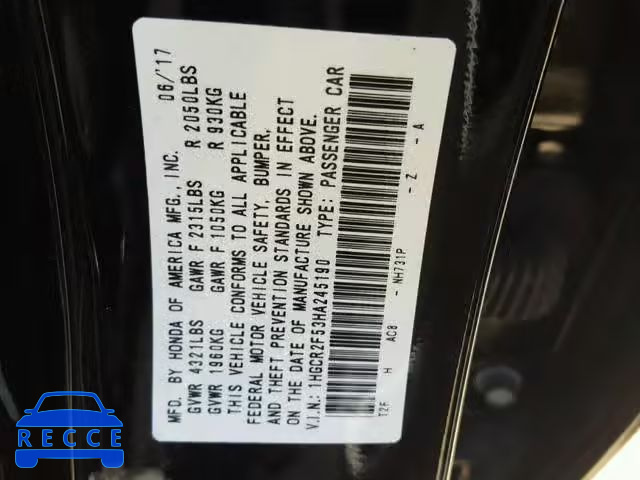 MFD. BY HONDA OF AMERICA MFG., INC. 06/'17
GVWR 4321LBS GAWR F 2315LBS R 2050LBS
GVWR 1960KG GAWR F 1050KG R 930KG
THIS VEHICLE CONFORMS TO ALL APPLICABLE
FEDERAL MOTOR VEHICLE SAFETY, BUMPER,
AND THEFT PREVENTION STANDARDS IN EFFECT
ON THE DATE OF MANUFACTURE SHOWN ABOVE.
V.I.N.: 1HGCR2F53HA245190 TYPE: PASSENGER CAR
T2F H AC8 - NH731P - Z - A
RECCE